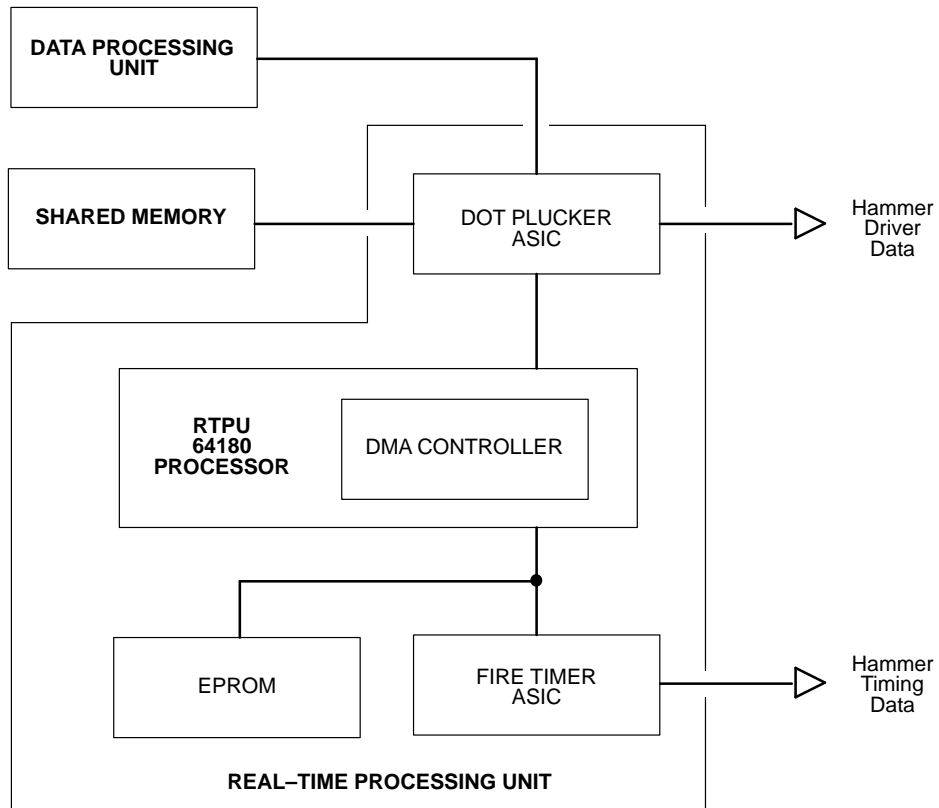 DATA PROCESSING
UNIT
SHARED MEMORY
DOT PLUCKER
ASIC
Hammer
Driver
Data
RTPU
64180
PROCESSOR
DMA CONTROLLER
EPROM
FIRE TIMER
ASIC
Hammer
Timing
Data
REAL–TIME PROCESSING UNIT